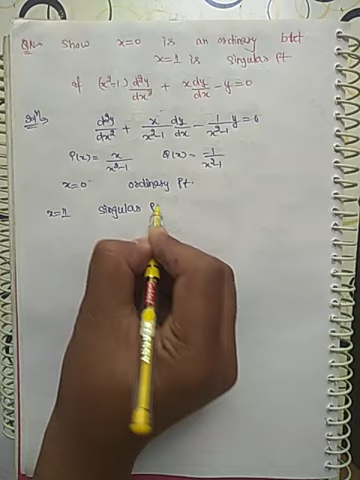 QN→ Show x=0 is an ordinary but
x=1 is singular Pt
of (x²-1) d²y/dx² + x dy/dx - y = 0
Solⁿ d²y/dx² + x/x²-1 dy/dx - 1/x²-1 y = 0
P(x) = x/x²-1 Q(x) = -1/x²-1
x=0 ordinary Pt.
x=1 Singular P